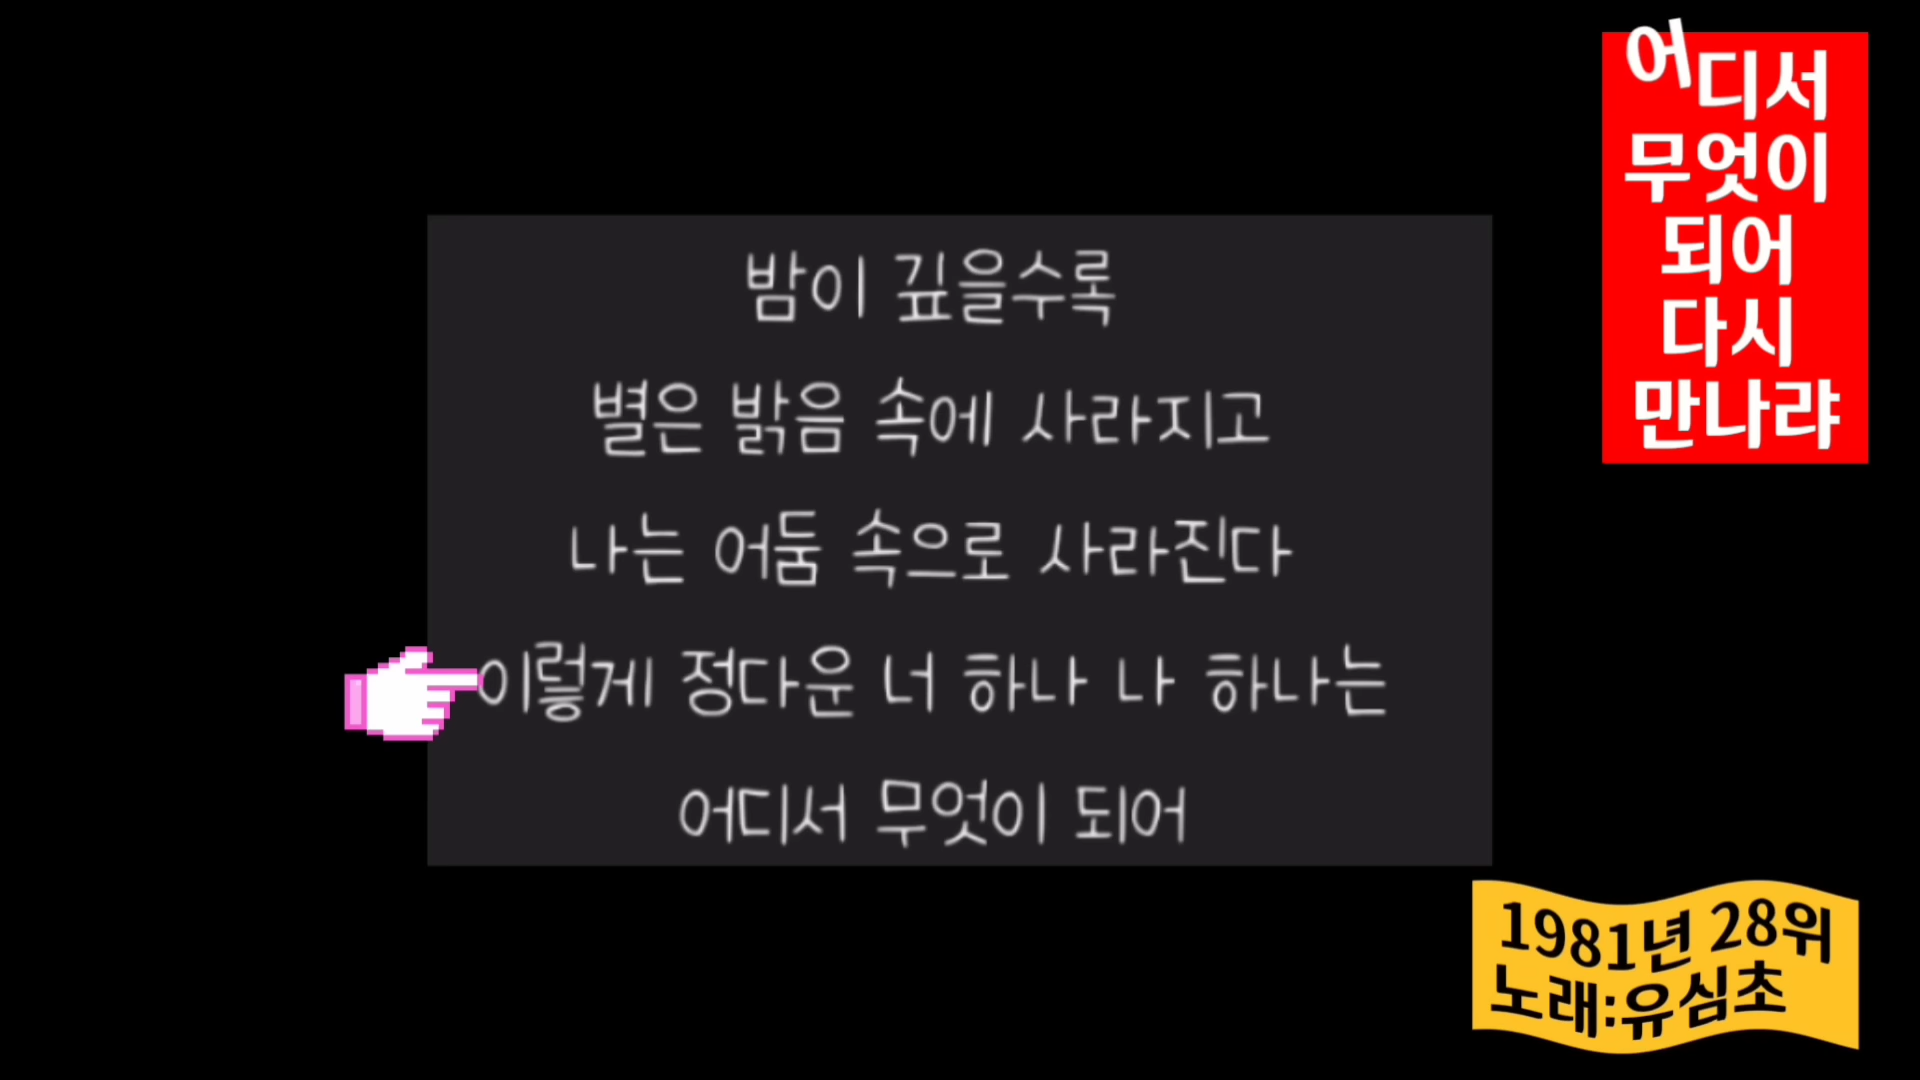 어디서
무엇이
되어
다시
만나랴
밤이 깊을수록
별은 밝음 속에 사라지고
나는 어둠 속으로 사라진다
이렇게 정다운 너 하나 나 하나는
어디서 무엇이 되어
1981년 28위
노래:유심초